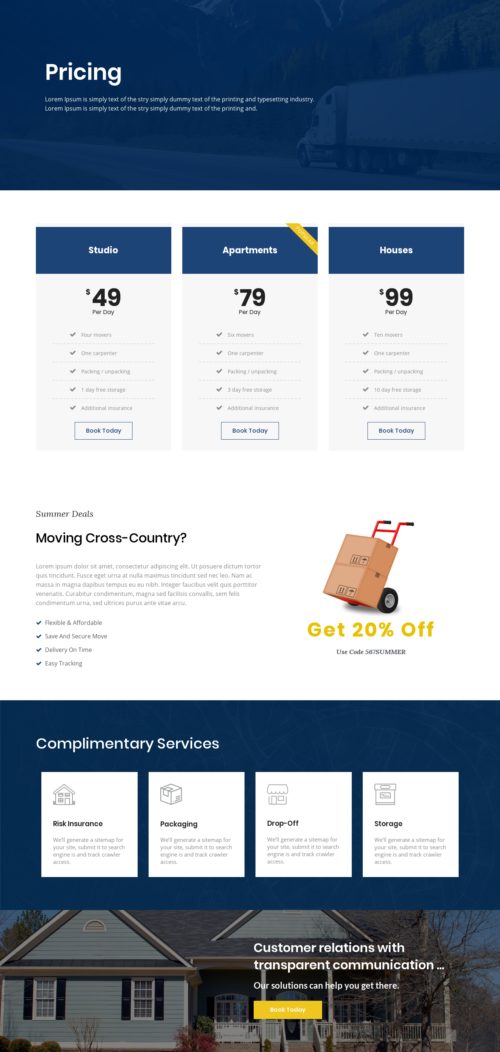 Pricing
Lorem Ipsum is simply text of the stry simply dummy text of the printing and typesetting industry.
Lorem Ipsum is simply text of the stry simply dummy text of the printing and.
Studio
Apartments
Houses
$49
Per Day
Four movers
One carpenter
Packing / unpacking
1 day free storage
Additional insurance
Book Today
$79
Per Day
Six movers
One carpenter
Packing / unpacking
3 day free storage
Additional insurance
Book Today
$99
Per Day
Ten movers
One carpenter
Packing / unpacking
10 day free storage
Additional insurance
Book Today
Summer Deals
Moving Cross-Country?
Lorem ipsum dolor sit amet, consectetur adipiscing elit. Ut posuere dictum tortor
quis tincidunt. Fusce eget urna at nulla maximus tincidunt sed vel nunc. Nam ac
massa in magna dictum tempus eu eu nibh. Integer faucibus velit quis porttitor
venenatis. Curabitur condimentum, magna sed facilisis convallis, sem felis
condimentum urna, sed ultrices purus ante vitae arcu.
Flexible & Affordable
Save And Secure Move
Delivery On Time
Easy Tracking
Get 20% Off
Use Code 567SUMMER
Complimentary Services
Risk Insurance
We'll generate a sitemap for
your site, submit it to search
engine is and track crawler
access.
Packaging
We'll generate a sitemap for
your site, submit it to search
engine is and track crawler
access.
Drop-Off
We'll generate a sitemap for
your site, submit it to search
engine is and track crawler
access.
Storage
We'll generate a sitemap for
your site, submit it to search
engine is and track crawler
access.
Customer relations with
transparent communication ...
Our solutions can help you get there.
Book Today